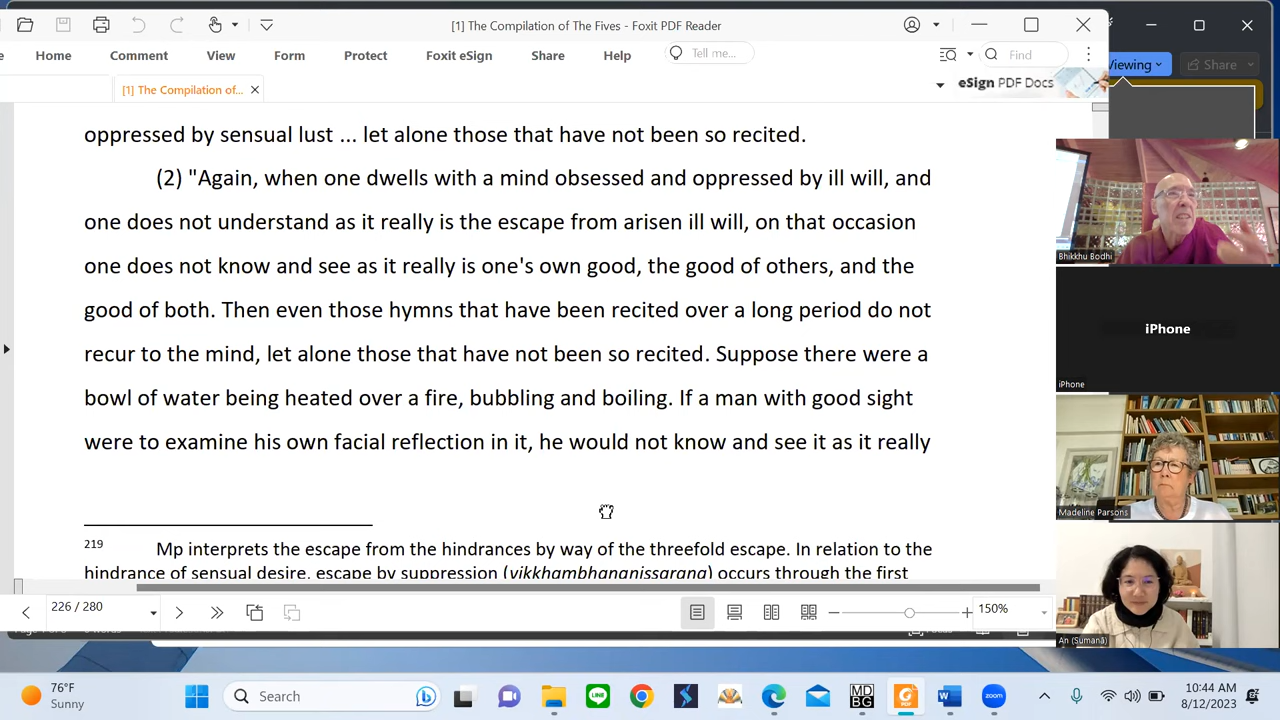 [1] The Compilation of The Fives - Foxit PDF Reader
Home Comment View Form Protect Foxit eSign Share Help Tell me... Find
Viewing Share
[1] The Compilation of...
eSign PDF Docs
oppressed by sensual lust ... let alone those that have not been so recited.
(2) "Again, when one dwells with a mind obsessed and oppressed by ill will, and
one does not understand as it really is the escape from arisen ill will, on that occasion
one does not know and see as it really is one's own good, the good of others, and the
good of both. Then even those hymns that have been recited over a long period do not
recur to the mind, let alone those that have not been so recited. Suppose there were a
bowl of water being heated over a fire, bubbling and boiling. If a man with good sight
were to examine his own facial reflection in it, he would not know and see it as it really
219 Mp interprets the escape from the hindrances by way of the threefold escape. In relation to the
hindrance of sensual desire, escape by suppression (vikkhambhananissarana) occurs through the first
Bhikkhu Bodhi
iPhone
iPhone
Madeline Parsons
An (Sumanā)
226 / 280
150%
76°F
Sunny
Search
LINE
MD
BG
zoom
10:44 AM
8/12/2023